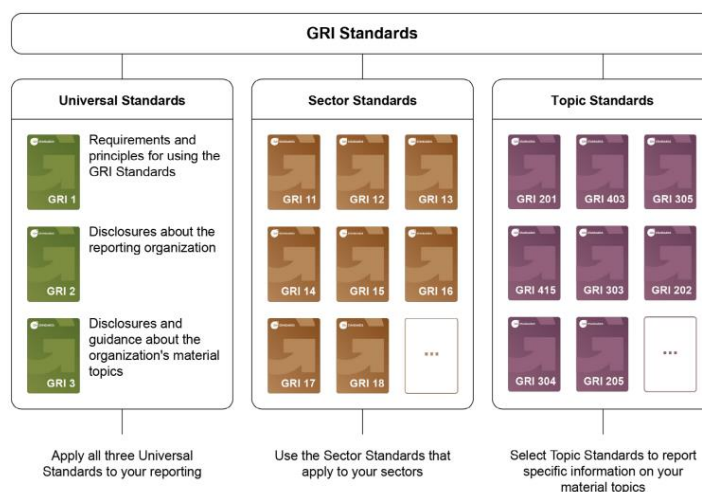 GRI Standards
Universal Standards
GRI 1
Requirements and
principles for using the
GRI Standards
GRI 2
Disclosures about the
reporting organization
GRI 3
Disclosures and
guidance about the
organization's material
topics
Apply all three Universal
Standards to your reporting
Sector Standards
GRI 11
GRI 12
GRI 13
GRI 14
GRI 15
GRI 16
GRI 17
GRI 18
...
Use the Sector Standards that
apply to your sectors
Topic Standards
GRI 201
GRI 403
GRI 305
GRI 415
GRI 303
GRI 202
GRI 304
GRI 205
...
Select Topic Standards to report
specific information on your
material topics